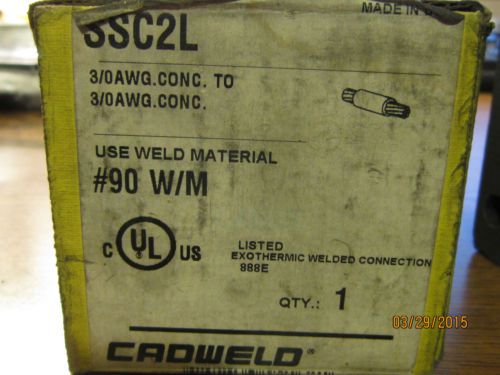 MADE IN
SSC2L
3/0AWG.CONC. TO
3/0AWG.CONC.
USE WELD MATERIAL
#90 W/M
C UL US
LISTED
EXOTHERMIC WELDED CONNECTION
888E
QTY.: 1
03/29/2015
CADWELD®